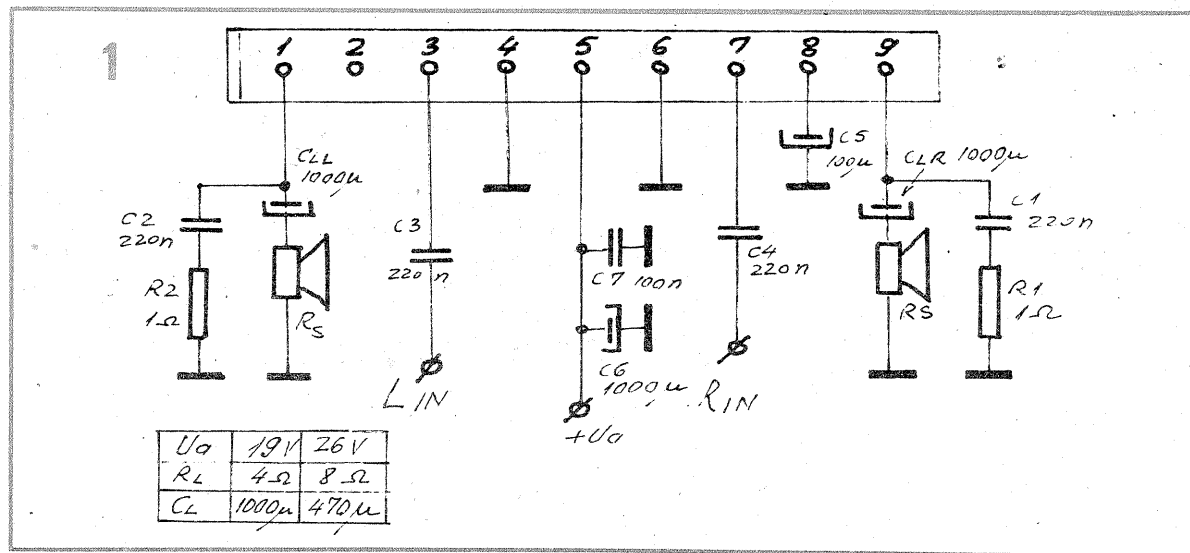 1
1 2 3 4 5 6 7 8 9
CLL
1000µ
C2
220n
R2
1Ω
RS
C3
220n
L IN
C7 100n
C6
1000µ
+Ua
C4
220n
RIN
C5
100µ
CLR 1000µ
RS
C1
220n
R1
1Ω
Ua 19V 26V
RL 4Ω 8Ω
CL 1000µ 470µ